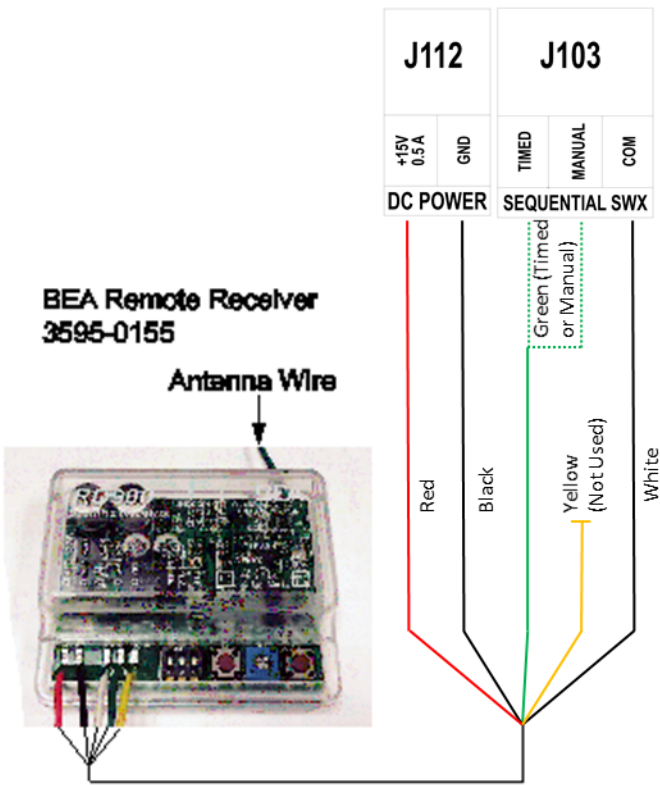 J112
J103
+15V
0.5 A
GND
TIMED
MANUAL
COM
DC POWER
SEQUENTIAL SWX
Green (Timed
or Manual)
BEA Remote Receiver
3595-0155
Antenna Wire
Red
Black
Yellow
(Not Used)
White